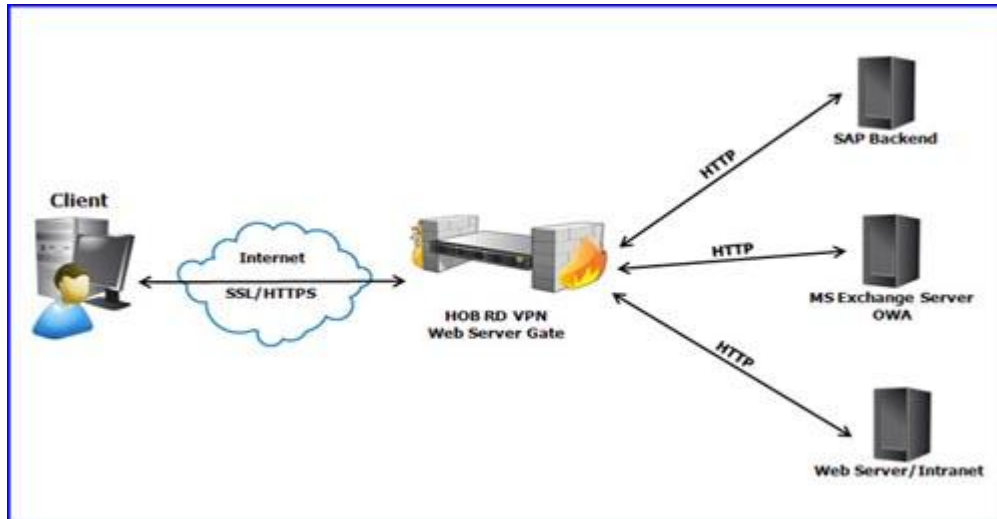 Client
Internet
SSL/HTTPS
HOB RD VPN
Web Server Gate
HTTP
SAP Backend
HTTP
MS Exchange Server
OWA
HTTP
Web Server/Intranet